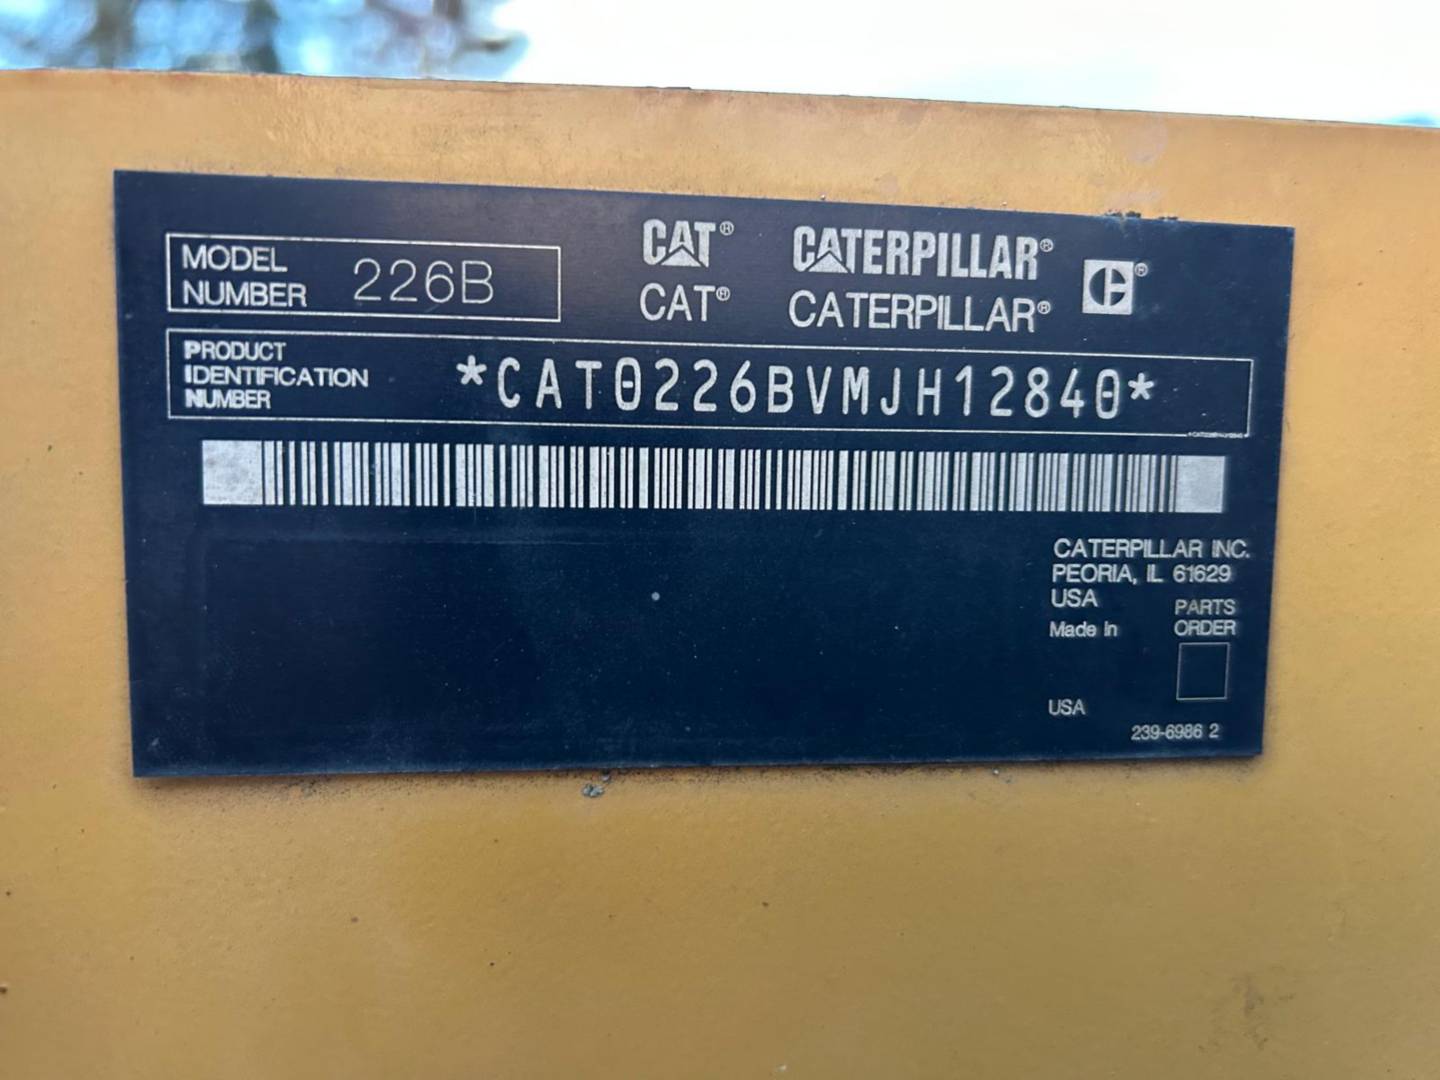 MODEL
NUMBER 226B
CAT® CATERPILLAR® ®
CAT® CATERPILLAR®
PRODUCT
IDENTIFICATION
NUMBER
*CAT0226BVMJH12840*
CATERPILLAR INC.
PEORIA, IL 61629
USA
Made in
PARTS
ORDER
USA
239-6986 2